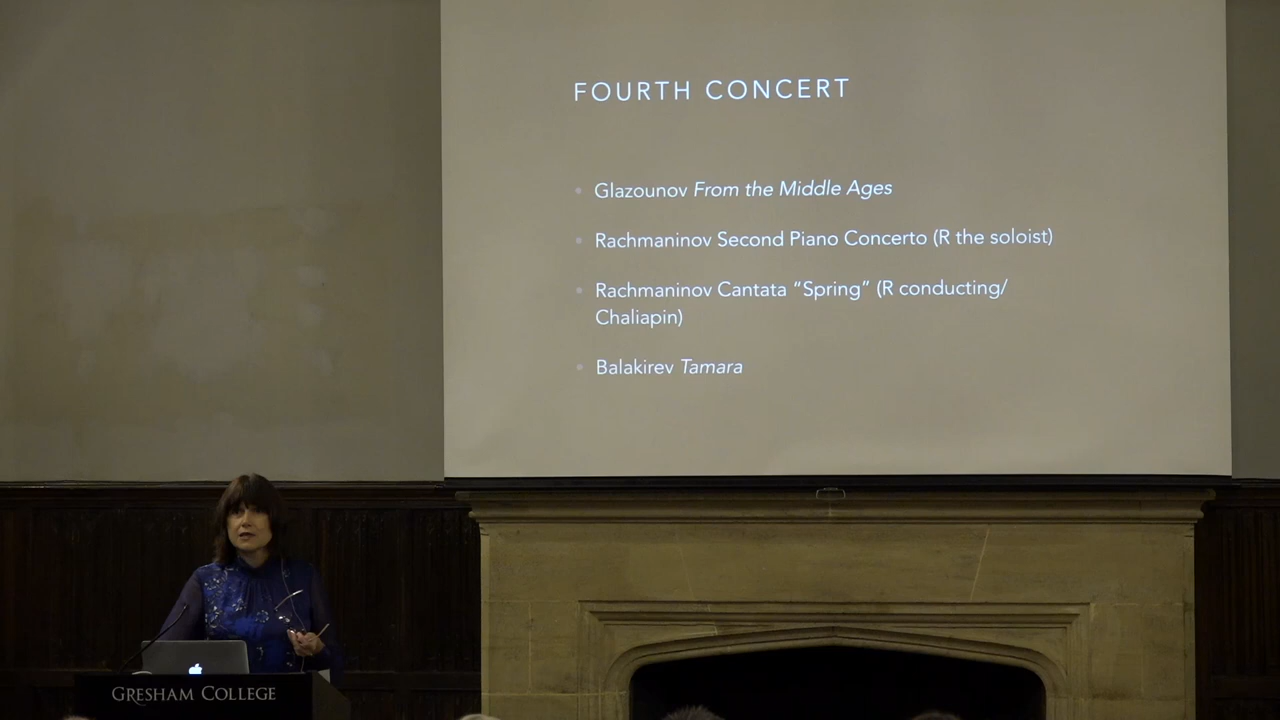 FOURTH CONCERT
Glazounov From the Middle Ages
Rachmaninov Second Piano Concerto (R the soloist)
Rachmaninov Cantata “Spring” (R conducting/
Chaliapin)
Balakirev Tamara
GRESHAM COLLEGE